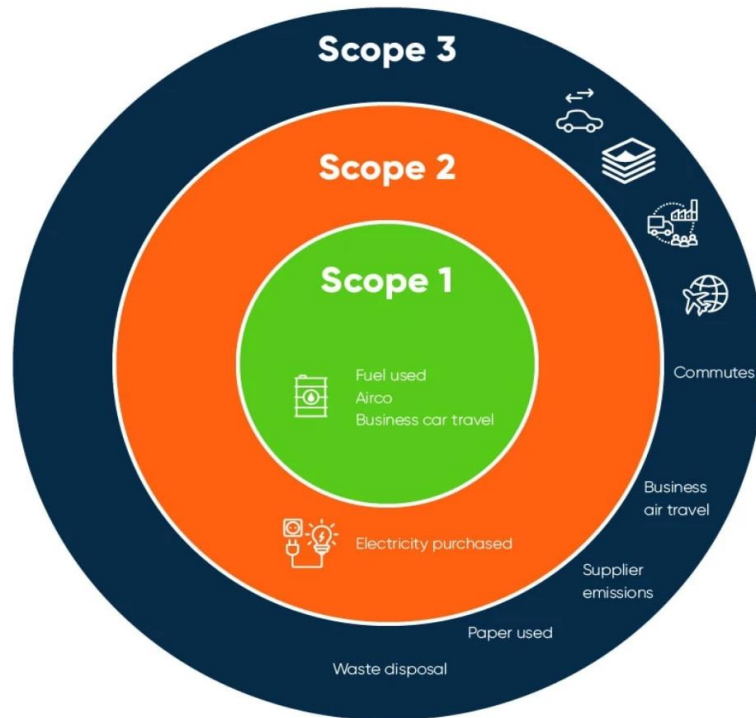 Scope 3
Scope 2
Scope 1
Fuel used
Airco
Business car travel
Electricity purchased
Commutes
Business
air travel
Supplier
emissions
Paper used
Waste disposal